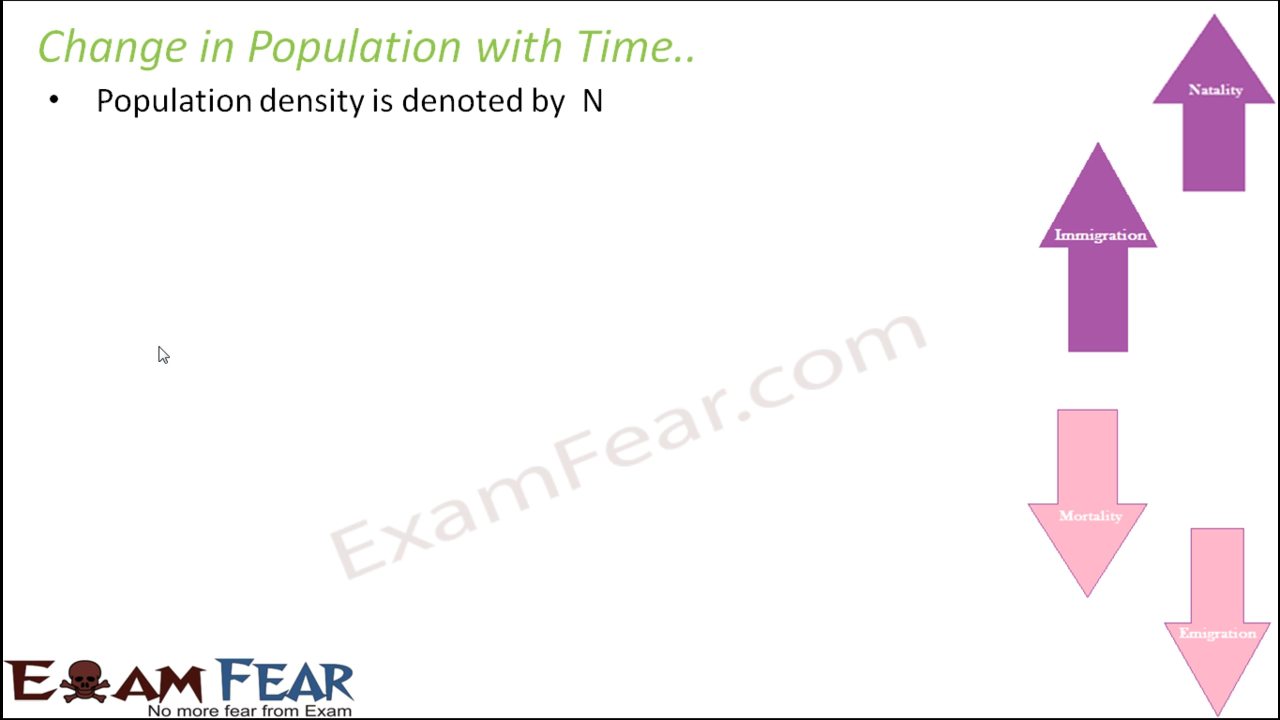 Change in Population with Time..
• Population density is denoted by N
Natality
Immigration
ExamFear.com
Mortality
Emigration
EXAM FEAR
No more fear from Exam